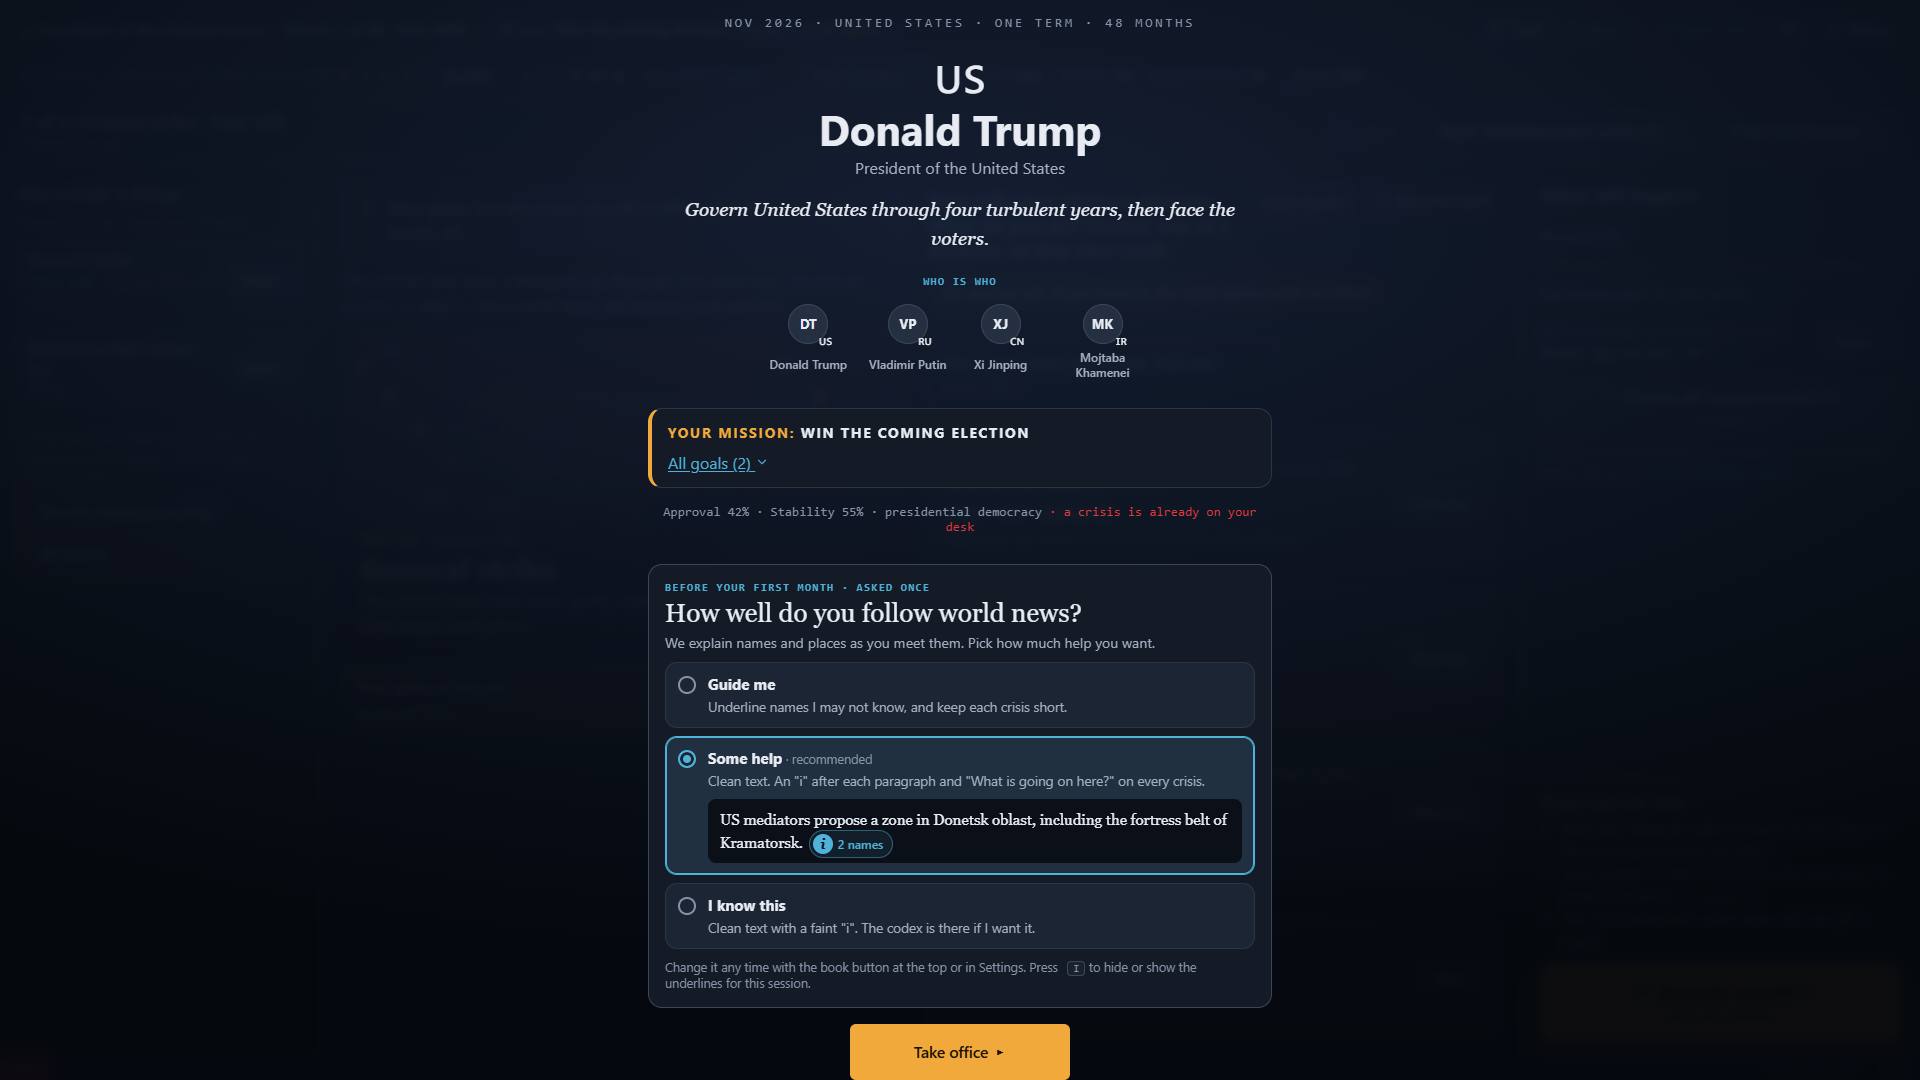 NOV 2026 · UNITED STATES · ONE TERM · 48 MONTHS
US
Donald Trump
President of the United States
Govern United States through four turbulent years, then face the
voters.
WHO IS WHO
DT US
VP RU
XJ CN
MK IR
Donald Trump
Vladimir Putin
Xi Jinping
Mojtaba
Khamenei
YOUR MISSION: WIN THE COMING ELECTION
All goals (2)
Approval 42% · Stability 55% · presidential democracy · a crisis is already on your
desk
BEFORE YOUR FIRST MONTH · ASKED ONCE
How well do you follow world news?
We explain names and places as you meet them. Pick how much help you want.
Guide me
Underline names I may not know, and keep each crisis short.
Some help · recommended
Clean text. An "i" after each paragraph and "What is going on here?" on every crisis.
US mediators propose a zone in Donetsk oblast, including the fortress belt of
Kramatorsk. i 2 names
I know this
Clean text with a faint "i". The codex is there if I want it.
Change it any time with the book button at the top or in Settings. Press I to hide or show the
underlines for this session.
Take office ▸